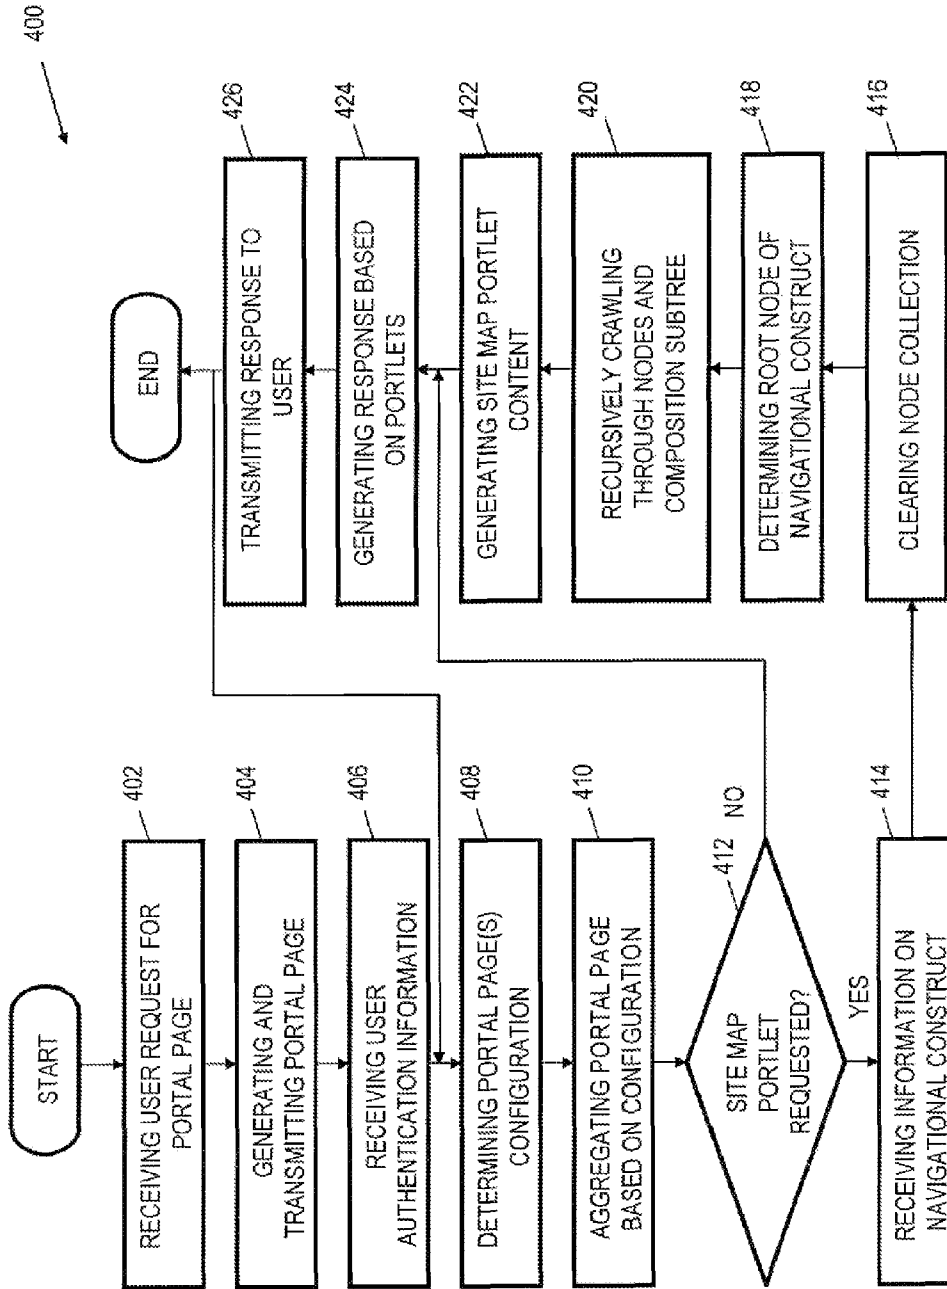 400
START
402
RECEIVING USER REQUEST FOR
PORTAL PAGE
404
GENERATING AND
TRANSMITTING PORTAL PAGE
406
RECEIVING USER
AUTHENTICATION INFORMATION
408
DETERMINING PORTAL PAGE(S)
CONFIGURATION
410
AGGREGATING PORTAL PAGE
BASED ON CONFIGURATION
412
SITE MAP
PORTLET
REQUESTED?
NO
YES
414
RECEIVING INFORMATION ON
NAVIGATIONAL CONSTRUCT
END
426
TRANSMITTING RESPONSE TO
USER
424
GENERATING RESPONSE BASED
ON PORTLETS
422
GENERATING SITE MAP PORTLET
CONTENT
420
RECURSIVELY CRAWLING
THROUGH NODES AND
COMPOSITION SUBTREE
418
DETERMINING ROOT NODE OF
NAVIGATIONAL CONSTRUCT
416
CLEARING NODE COLLECTION